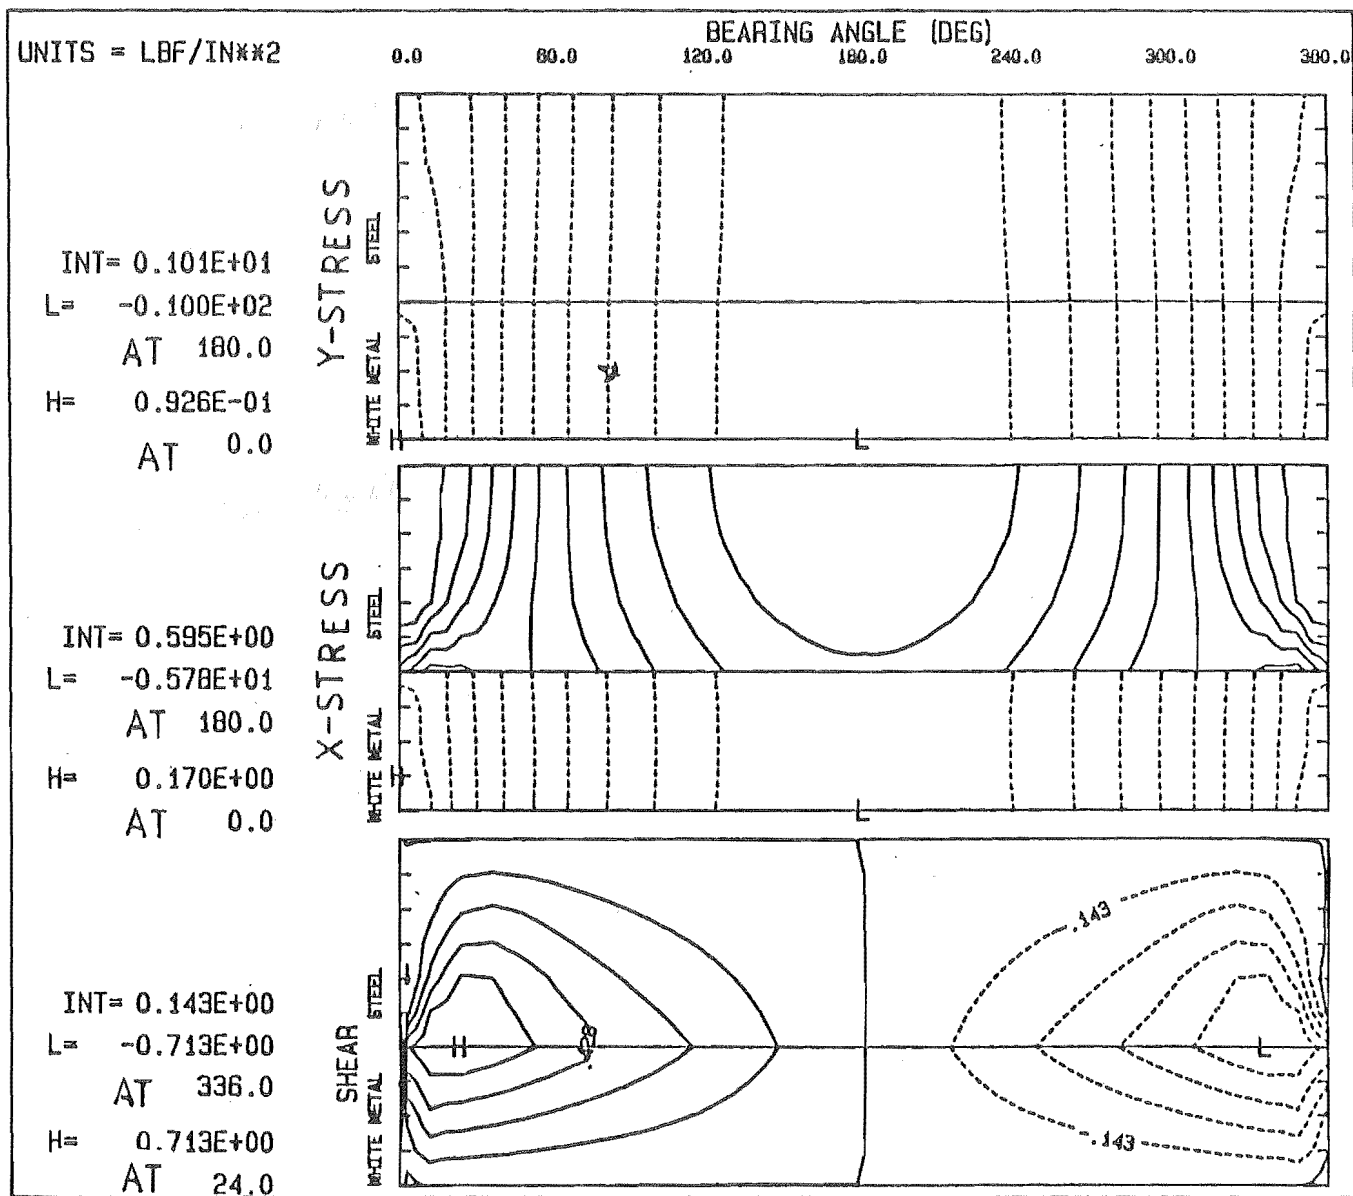 BEARING ANGLE (DEG)
UNITS = LBF/IN**2
0.0 60.0 120.0 180.0 240.0 300.0 360.0
Y-STRESS
STEEL
WHITE METAL
INT= 0.101E+01
L= -0.100E+02
AT 180.0
H= 0.926E-01
AT 0.0
H
L
X-STRESS
STEEL
WHITE METAL
INT= 0.595E+00
L= -0.578E+01
AT 180.0
H= 0.170E+00
AT 0.0
H
L
SHEAR
STEEL
WHITE METAL
INT= 0.143E+00
L= -0.713E+00
AT 336.0
H= 0.713E+00
AT 24.0
.143
H
L
.143